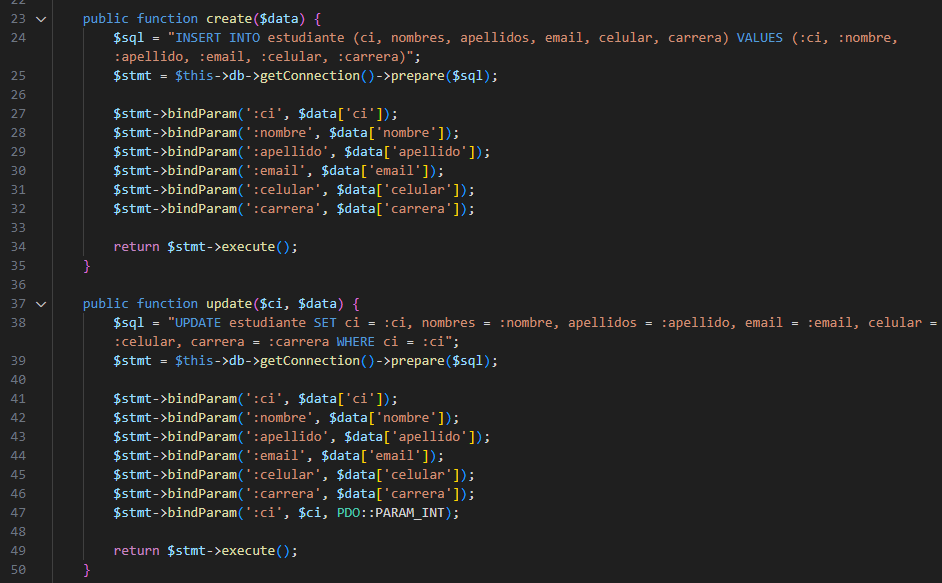 23 public function create($data) {
24 $sql = "INSERT INTO estudiante (ci, nombres, apellidos, email, celular, carrera) VALUES (:ci, :nombre,
:apellido, :email, :celular, :carrera)";
25 $stmt = $this->db->getConnection()->prepare($sql);
26
27 $stmt->bindParam(':ci', $data['ci']);
28 $stmt->bindParam(':nombre', $data['nombre']);
29 $stmt->bindParam(':apellido', $data['apellido']);
30 $stmt->bindParam(':email', $data['email']);
31 $stmt->bindParam(':celular', $data['celular']);
32 $stmt->bindParam(':carrera', $data['carrera']);
33
34 return $stmt->execute();
35 }
36
37 public function update($ci, $data) {
38 $sql = "UPDATE estudiante SET ci = :ci, nombres = :nombre, apellidos = :apellido, email = :email, celular =
:celular, carrera = :carrera WHERE ci = :ci";
39 $stmt = $this->db->getConnection()->prepare($sql);
40
41 $stmt->bindParam(':ci', $data['ci']);
42 $stmt->bindParam(':nombre', $data['nombre']);
43 $stmt->bindParam(':apellido', $data['apellido']);
44 $stmt->bindParam(':email', $data['email']);
45 $stmt->bindParam(':celular', $data['celular']);
46 $stmt->bindParam(':carrera', $data['carrera']);
47 $stmt->bindParam(':ci', $ci, PDO::PARAM_INT);
48
49 return $stmt->execute();
50 }